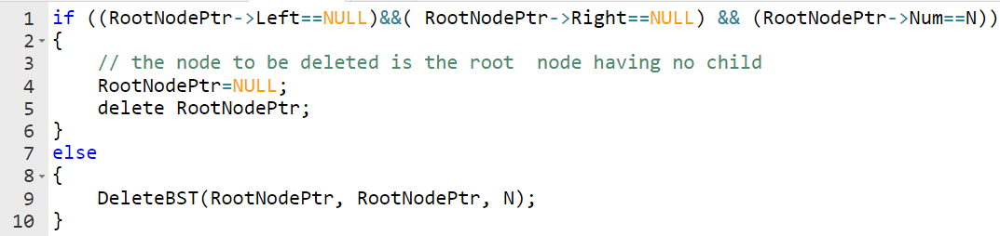 1 if ((RootNodePtr->Left==NULL)&&( RootNodePtr->Right==NULL) && (RootNodePtr->Num==N))
2 {
3     // the node to be deleted is the root  node having no child
4     RootNodePtr=NULL;
5     delete RootNodePtr;
6 }
7 else
8 {
9     DeleteBST(RootNodePtr, RootNodePtr, N);
10 }